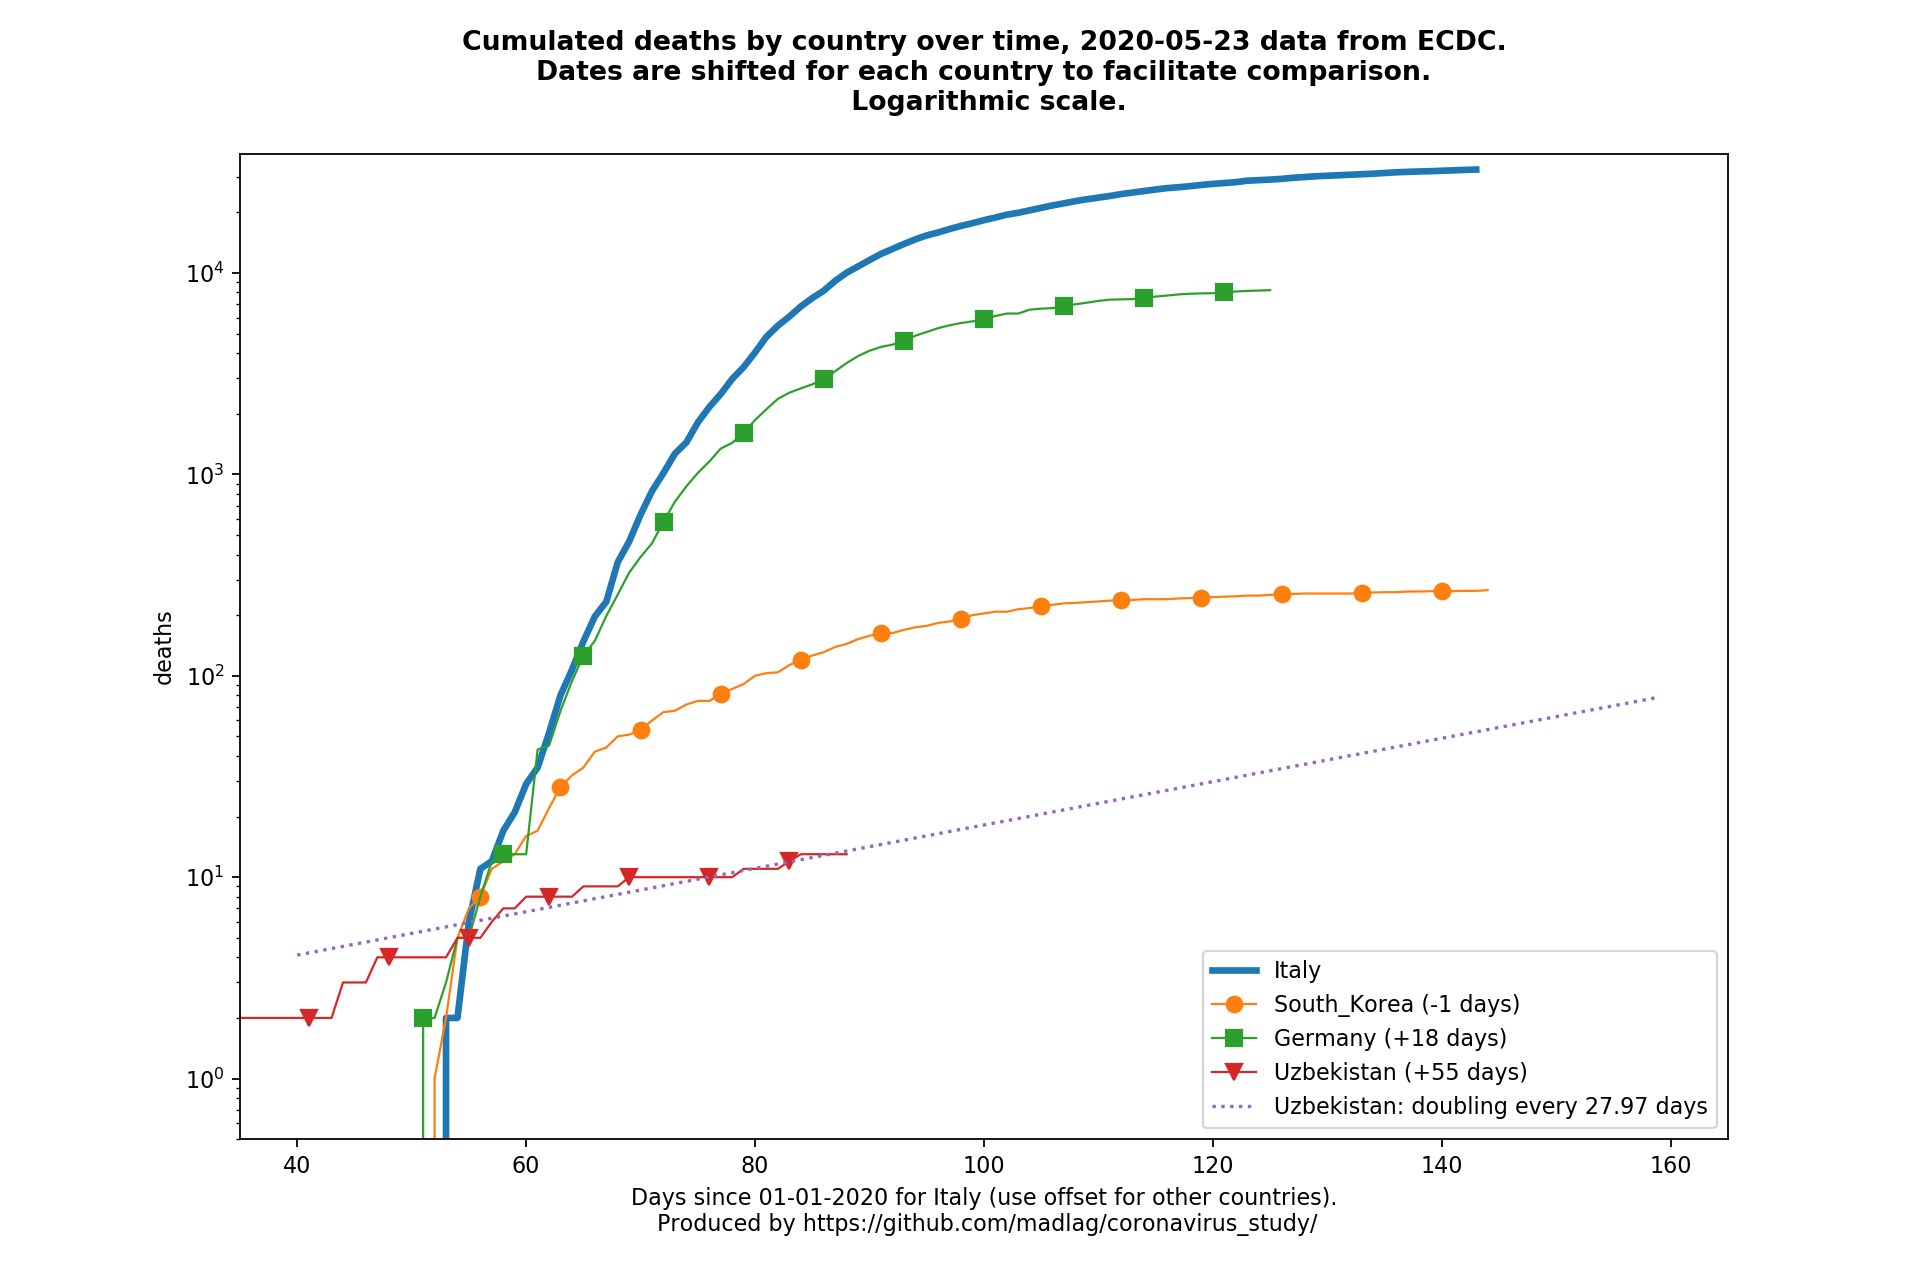 Cumulated deaths by country over time, 2020-05-23 data from ECDC.
Dates are shifted for each country to facilitate comparison.
Logarithmic scale.
deaths
10^4
10^3
10^2
10^1
10^0
Italy
South_Korea (-1 days)
Germany (+18 days)
Uzbekistan (+55 days)
Uzbekistan: doubling every 27.97 days
40 60 80 100 120 140 160
Days since 01-01-2020 for Italy (use offset for other countries).
Produced by https://github.com/madlag/coronavirus_study/